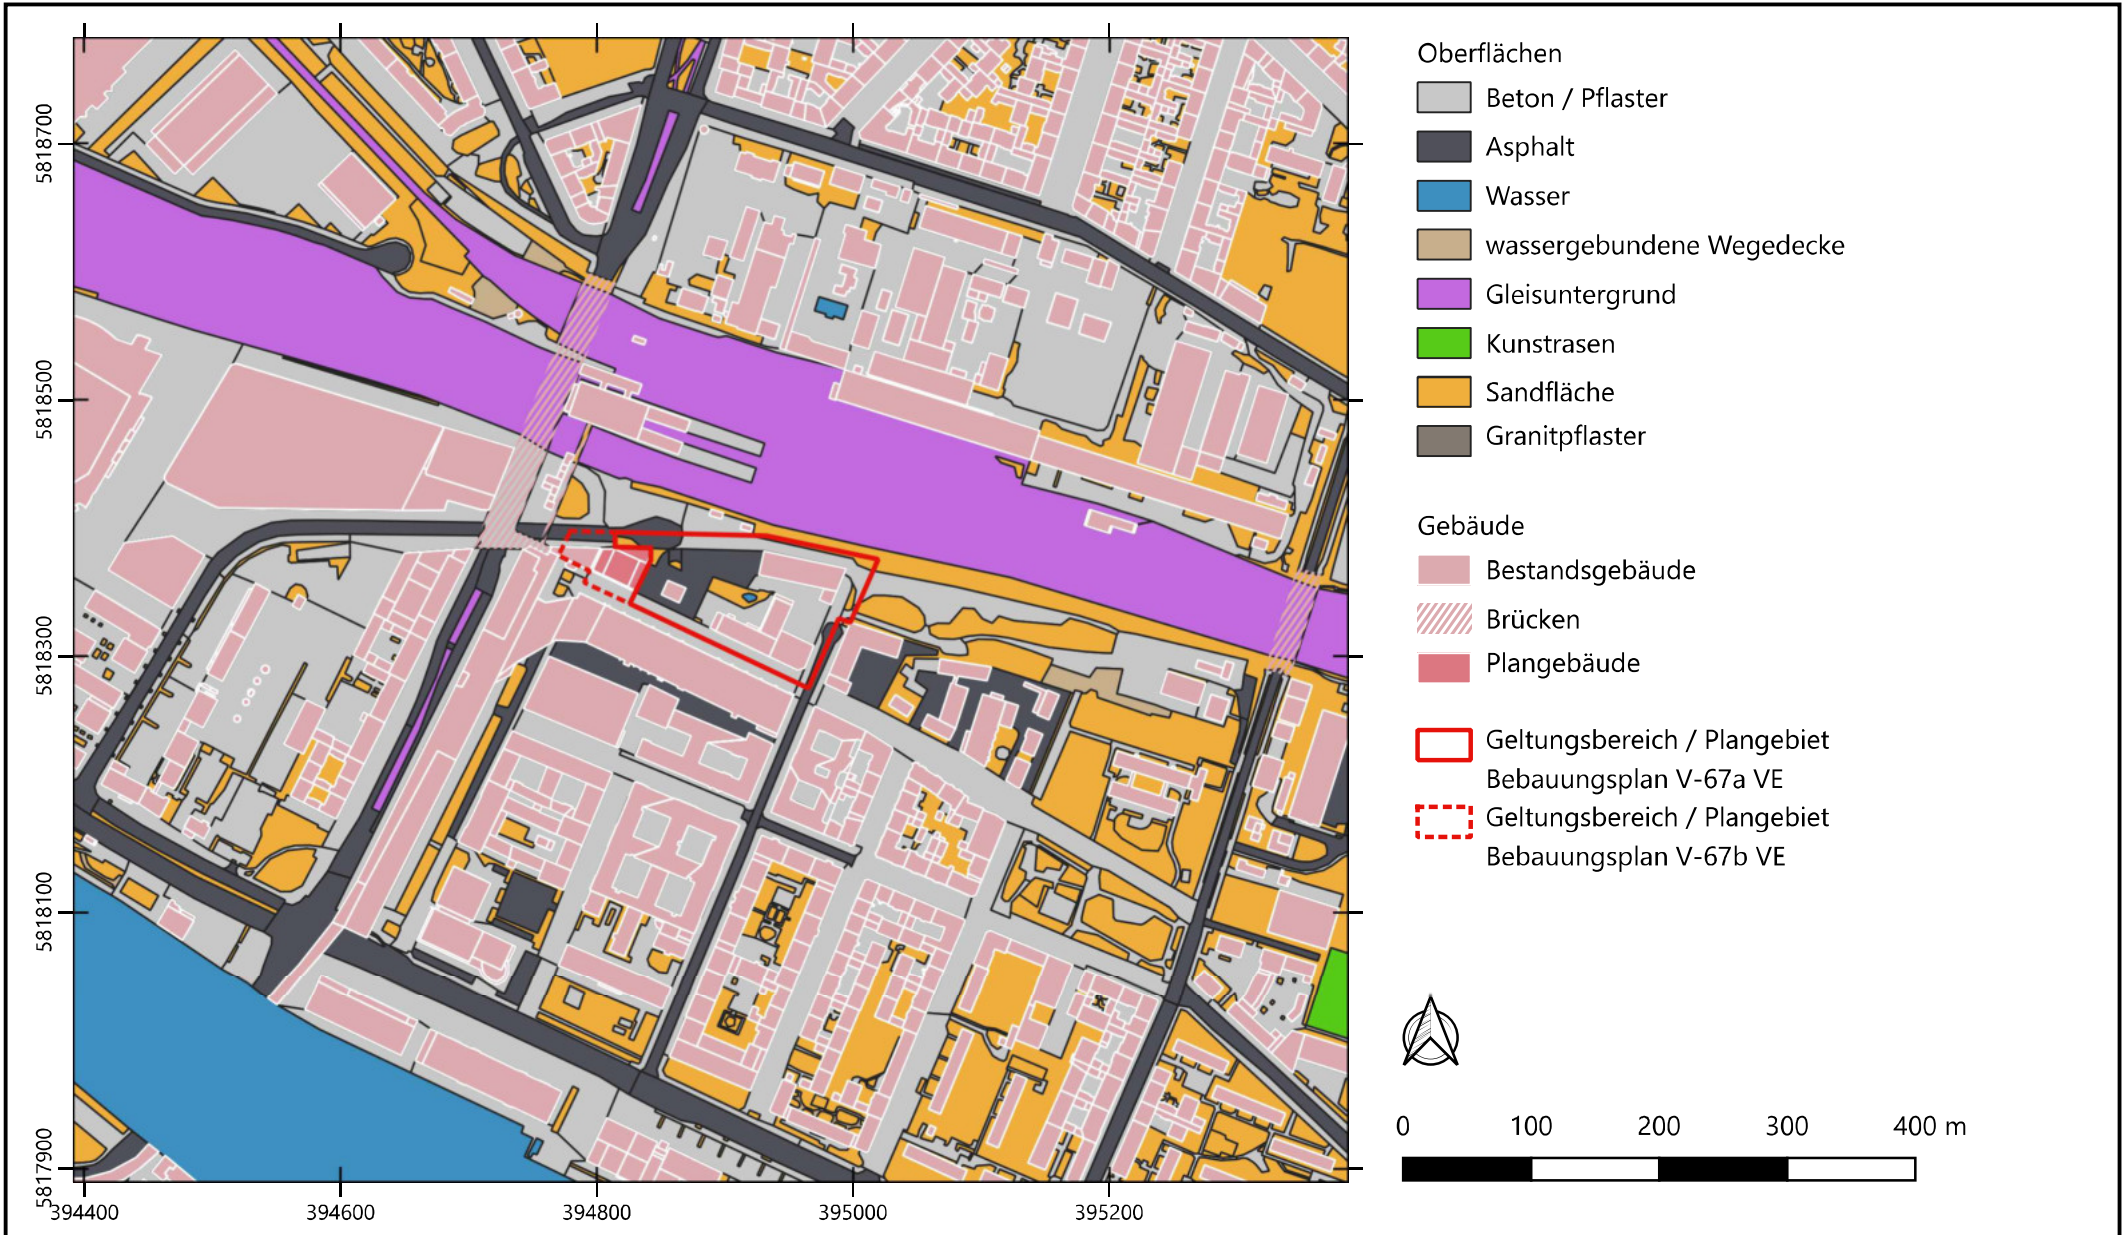 Oberflächen
Beton / Pflaster
Asphalt
Wasser
wassergebundene Wegedecke
Gleisuntergrund
Kunstrasen
Sandfläche
Granitpflaster
Gebäude
Bestandsgebäude
Brücken
Plangebäude
Geltungsbereich / Plangebiet
Bebauungsplan V-67a VE
Geltungsbereich / Plangebiet
Bebauungsplan V-67b VE
0 100 200 300 400 m
5818700
5818500
5818300
5818100
5817900
394400 394600 394800 395000 395200